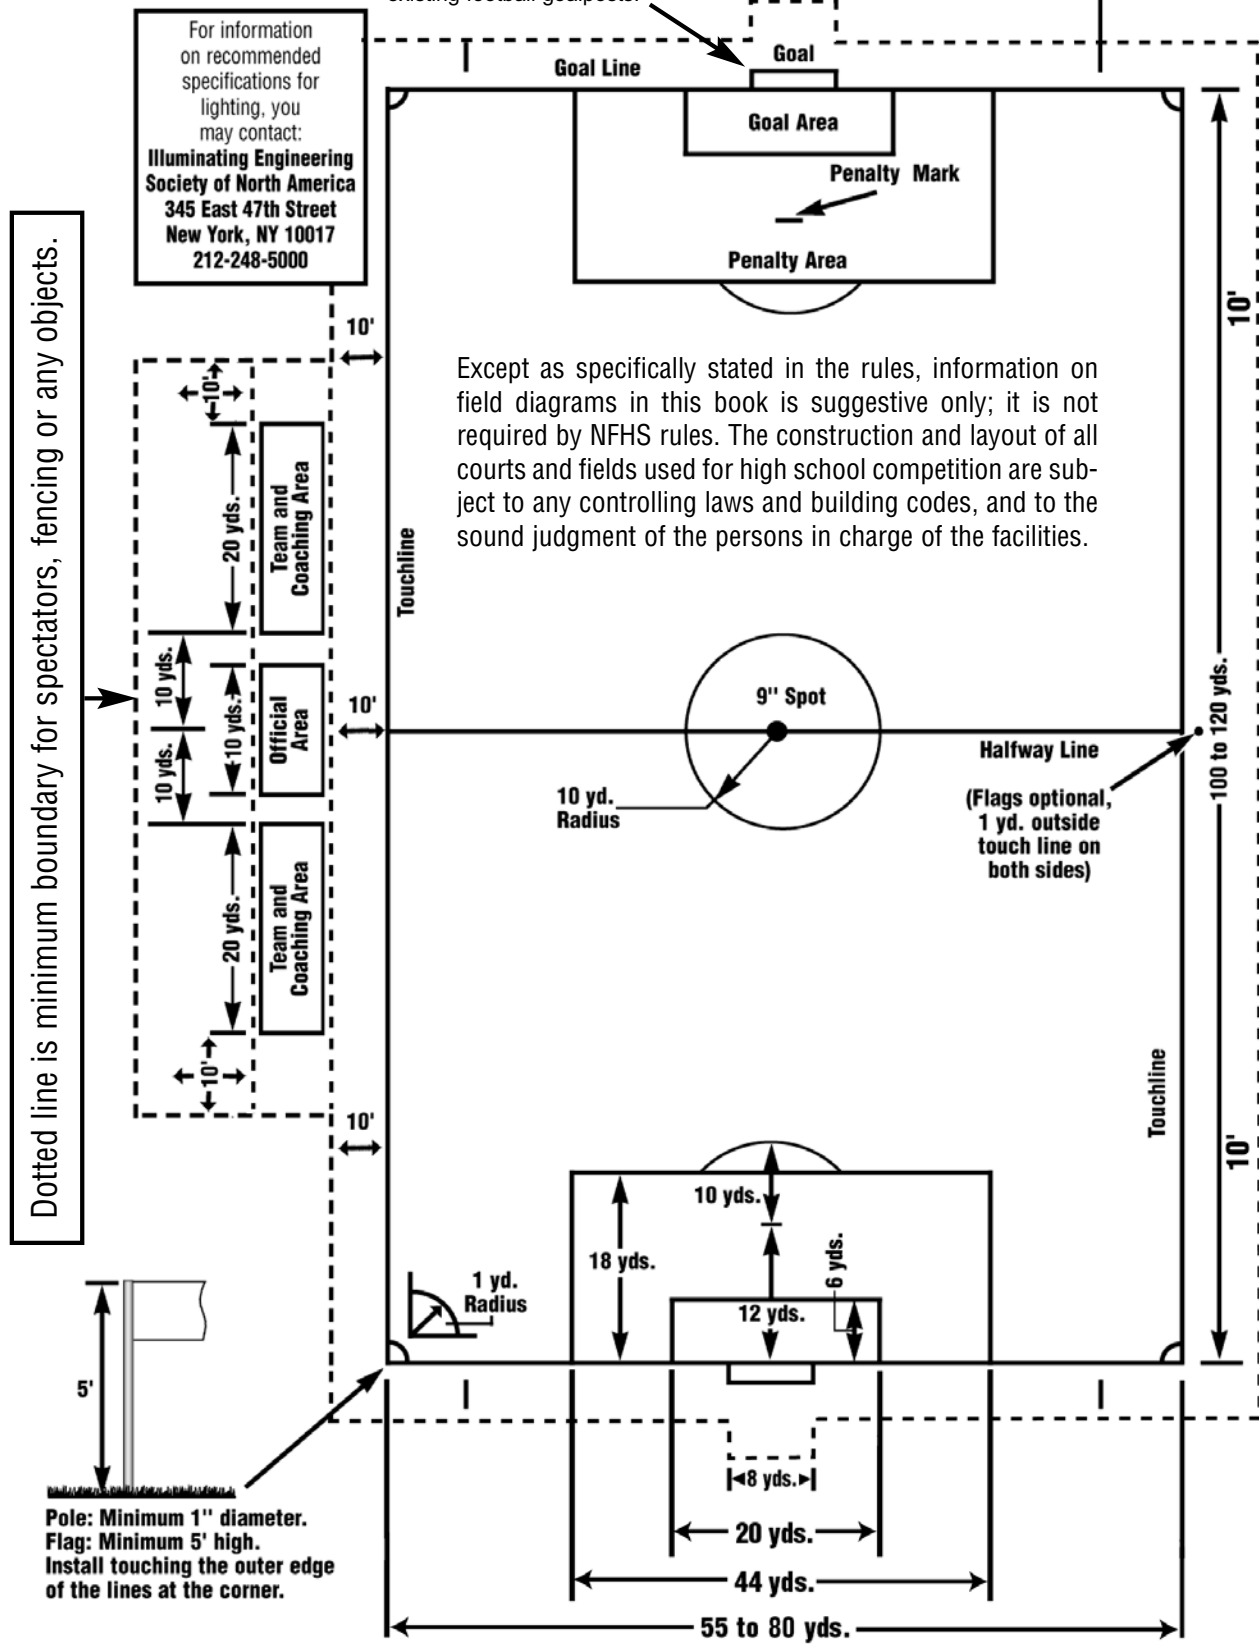 existing football goalposts.
For information
on recommended
specifications for
lighting, you
may contact:
Illuminating Engineering
Society of North America
345 East 47th Street
New York, NY 10017
212-248-5000
Goal
Goal Line
Goal Area
Penalty Mark
Penalty Area
Dotted line is minimum boundary for spectators, fencing or any objects.
10'
10'
10'
Except as specifically stated in the rules, information on
field diagrams in this book is suggestive only; it is not
required by NFHS rules. The construction and layout of all
courts and fields used for high school competition are sub-
ject to any controlling laws and building codes, and to the
sound judgment of the persons in charge of the facilities.
20 yds.
Team and
Coaching Area
Touchline
10 yds.
10 yds.
10 yds.
Official
Area
10'
9" Spot
Halfway Line
10 yd.
Radius
(Flags optional,
1 yd. outside
touch line on
both sides)
100 to 120 yds.
20 yds.
Team and
Coaching Area
10'
10'
Touchline
10'
10 yds.
18 yds.
6 yds.
12 yds.
1 yd.
Radius
5'
Pole: Minimum 1" diameter.
Flag: Minimum 5' high.
Install touching the outer edge
of the lines at the corner.
8 yds.
20 yds.
44 yds.
55 to 80 yds.